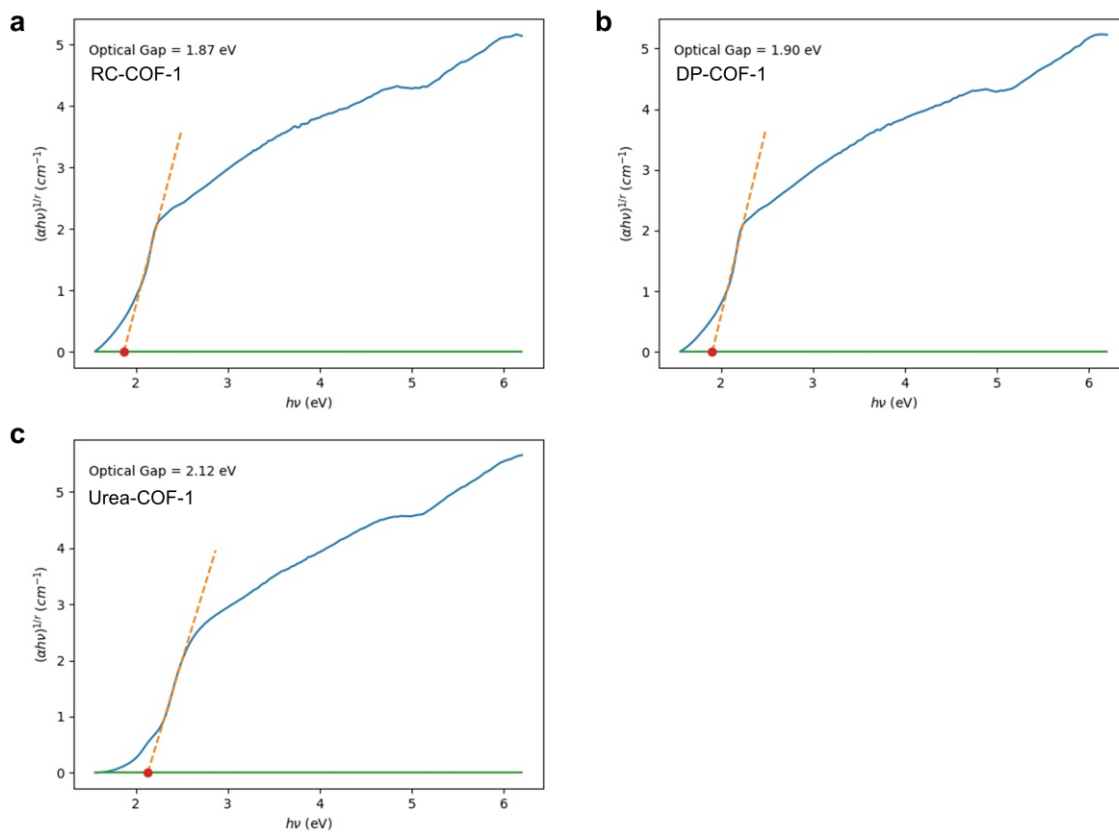 a
Optical Gap = 1.87 eV
RC-COF-1
(αhν)^{1/r} (cm⁻¹)
5
4
3
2
1
0
2 3 4 5 6
hν (eV)
b
Optical Gap = 1.90 eV
DP-COF-1
(αhν)^{1/r} (cm⁻¹)
5
4
3
2
1
0
2 3 4 5 6
hν (eV)
c
Optical Gap = 2.12 eV
Urea-COF-1
(αhν)^{1/r} (cm⁻¹)
5
4
3
2
1
0
2 3 4 5 6
hν (eV)